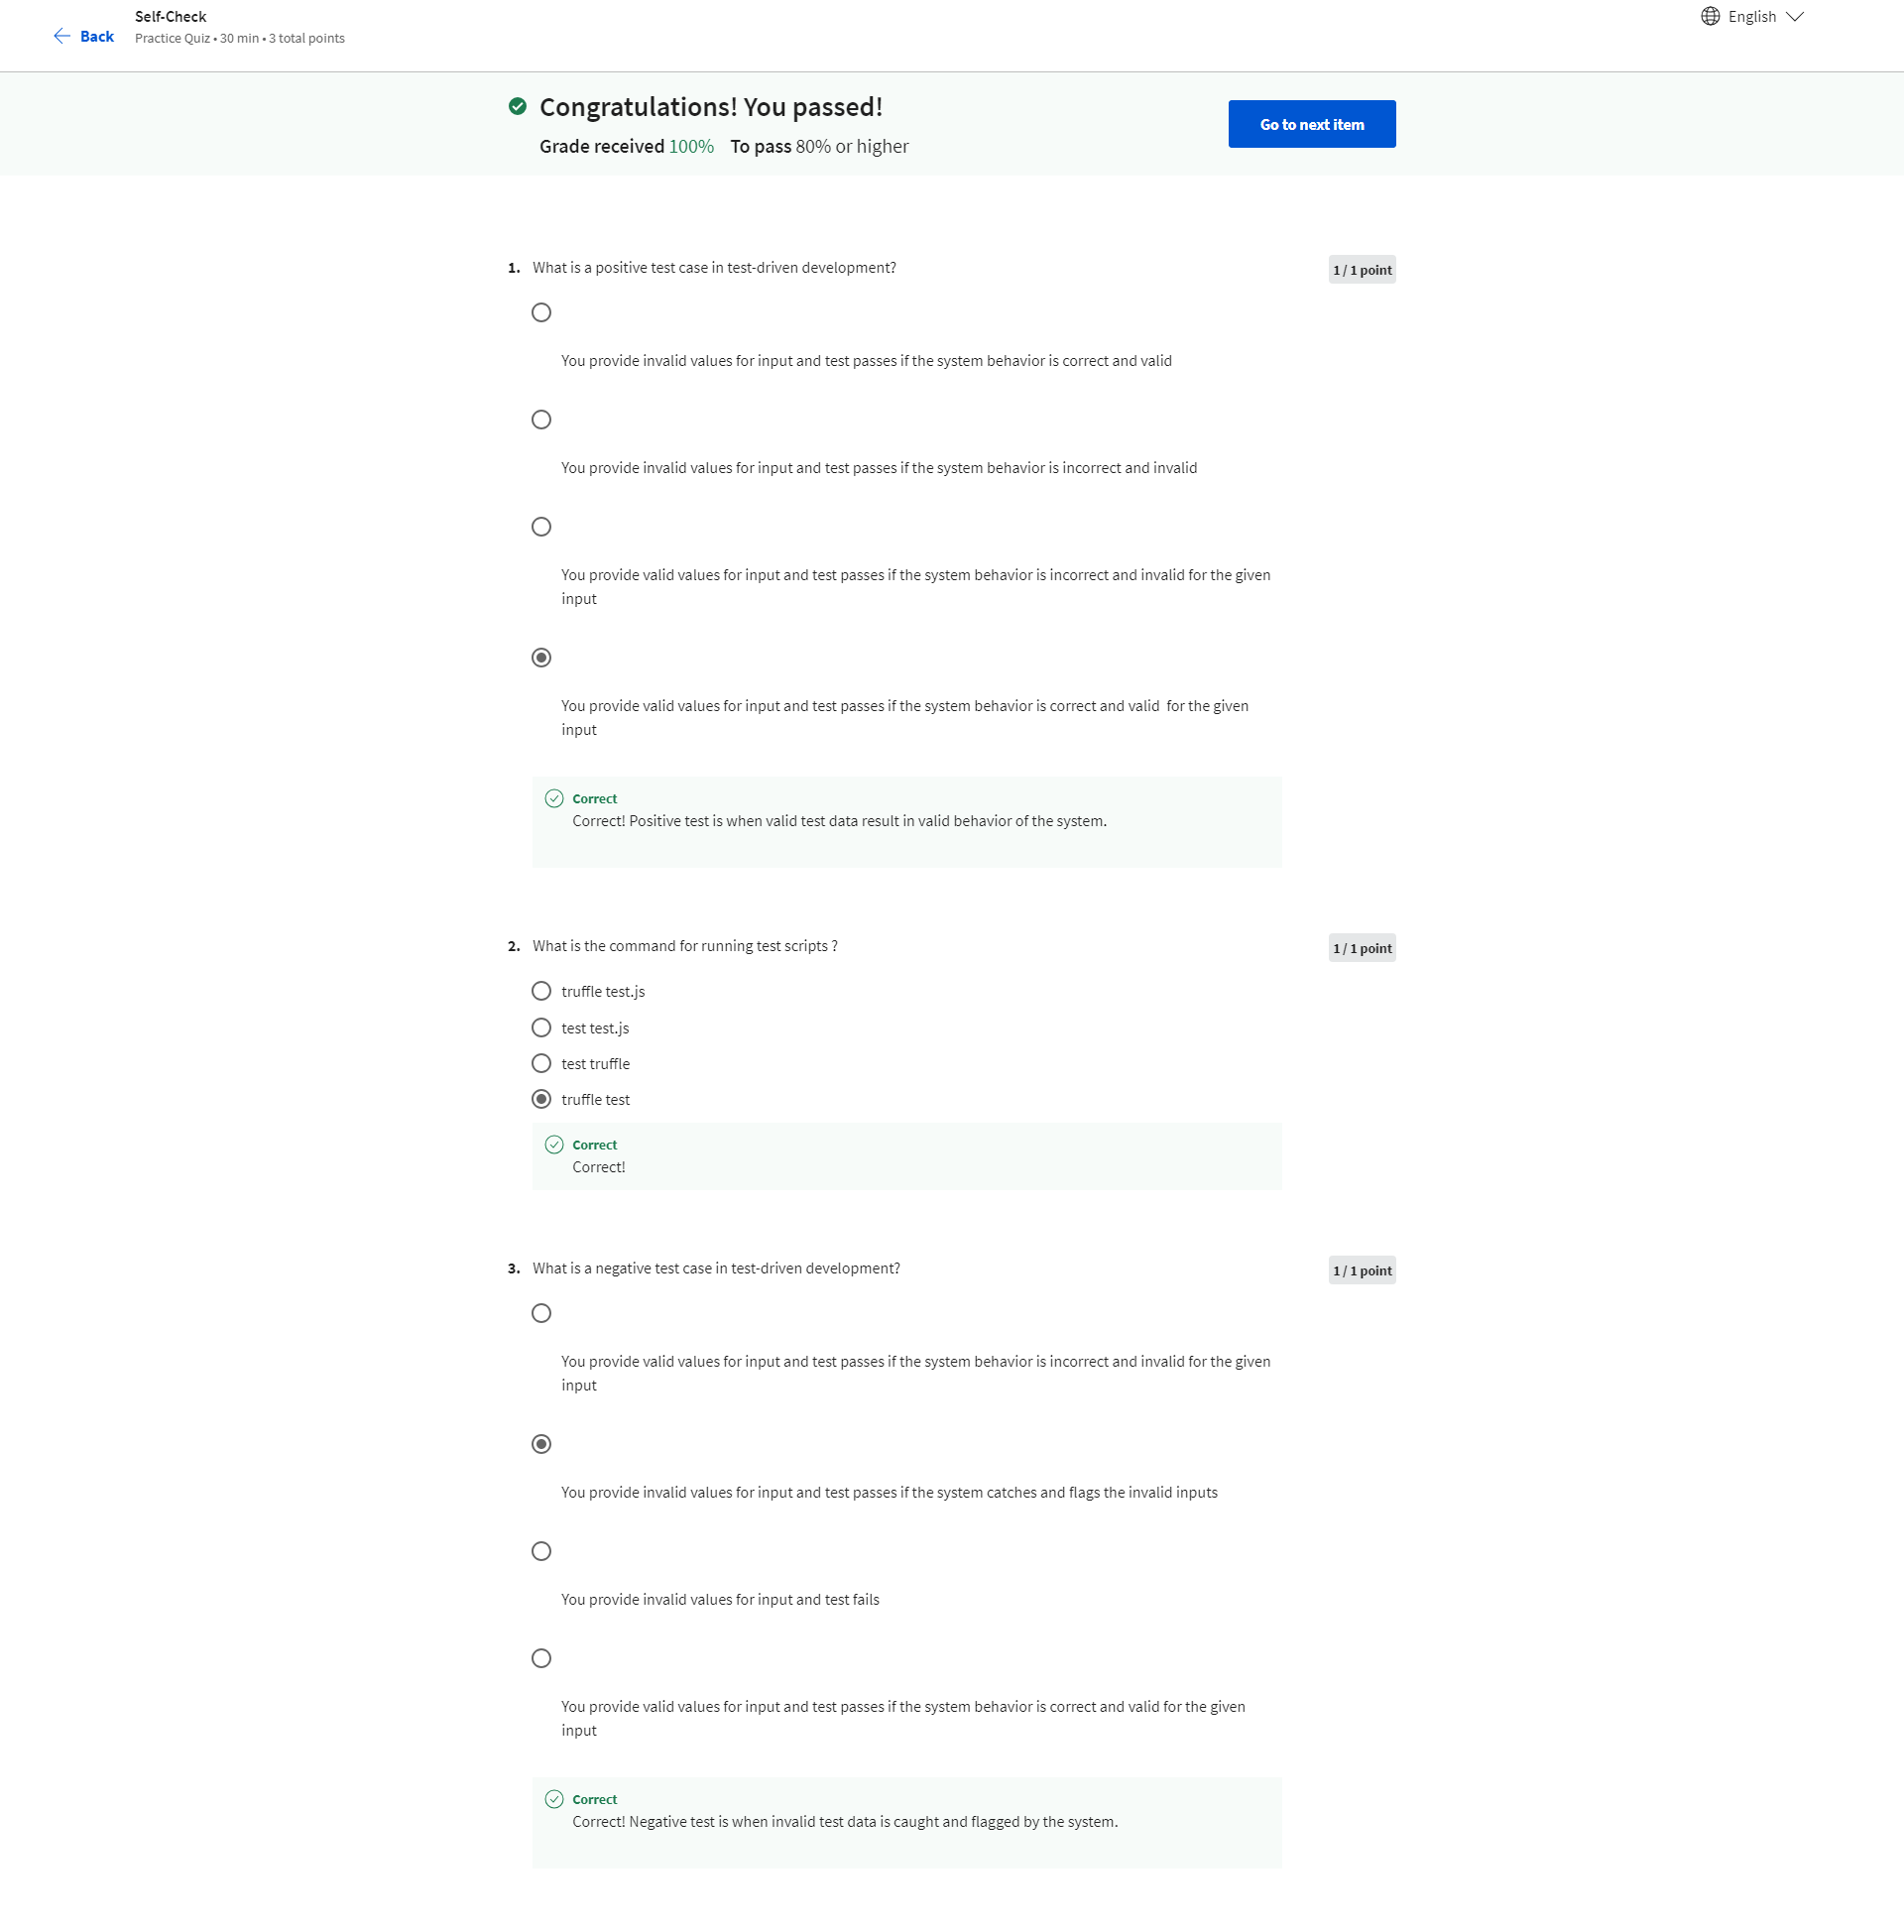 Self-Check
Back
Practice Quiz • 30 min • 3 total points
English
Congratulations! You passed!
Grade received 100% To pass 80% or higher
Go to next item
1. What is a positive test case in test-driven development?
1 / 1 point
You provide invalid values for input and test passes if the system behavior is correct and valid
You provide invalid values for input and test passes if the system behavior is incorrect and invalid
You provide valid values for input and test passes if the system behavior is incorrect and invalid for the given
input
You provide valid values for input and test passes if the system behavior is correct and valid  for the given
input
Correct
Correct! Positive test is when valid test data result in valid behavior of the system.
2. What is the command for running test scripts ?
1 / 1 point
truffle test.js
test test.js
test truffle
truffle test
Correct
Correct!
3. What is a negative test case in test-driven development?
1 / 1 point
You provide valid values for input and test passes if the system behavior is incorrect and invalid for the given
input
You provide invalid values for input and test passes if the system catches and flags the invalid inputs
You provide invalid values for input and test fails
You provide valid values for input and test passes if the system behavior is correct and valid for the given
input
Correct
Correct! Negative test is when invalid test data is caught and flagged by the system.